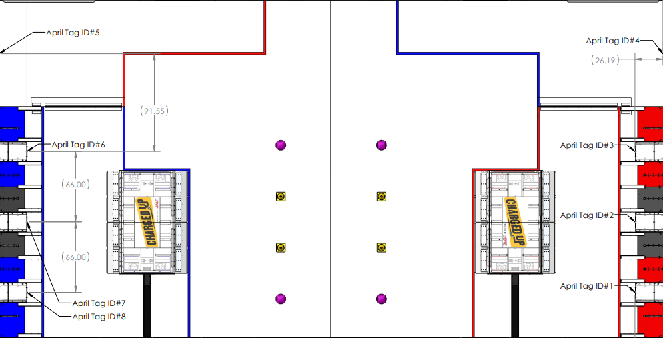 April Tag ID#5
April Tag ID#4
(26.19)
(91.55)
April Tag ID#6
April Tag ID#3
(66.00)
CHARGED UP
CHARGED UP
April Tag ID#2
(66.00)
April Tag ID#1
April Tag ID#7
April Tag ID#8